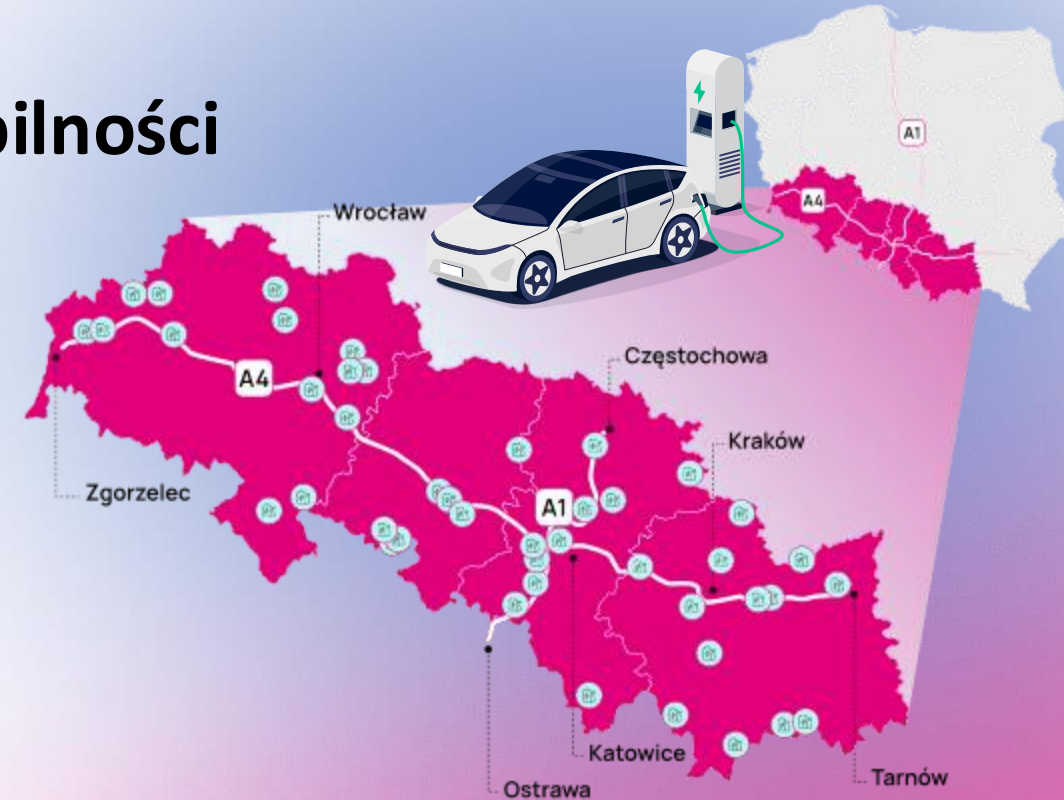 bilności
A1
A4
Wrocław
Częstochowa
A4
Kraków
Zgorzelec
A1
Katowice
Tarnów
Ostrawa